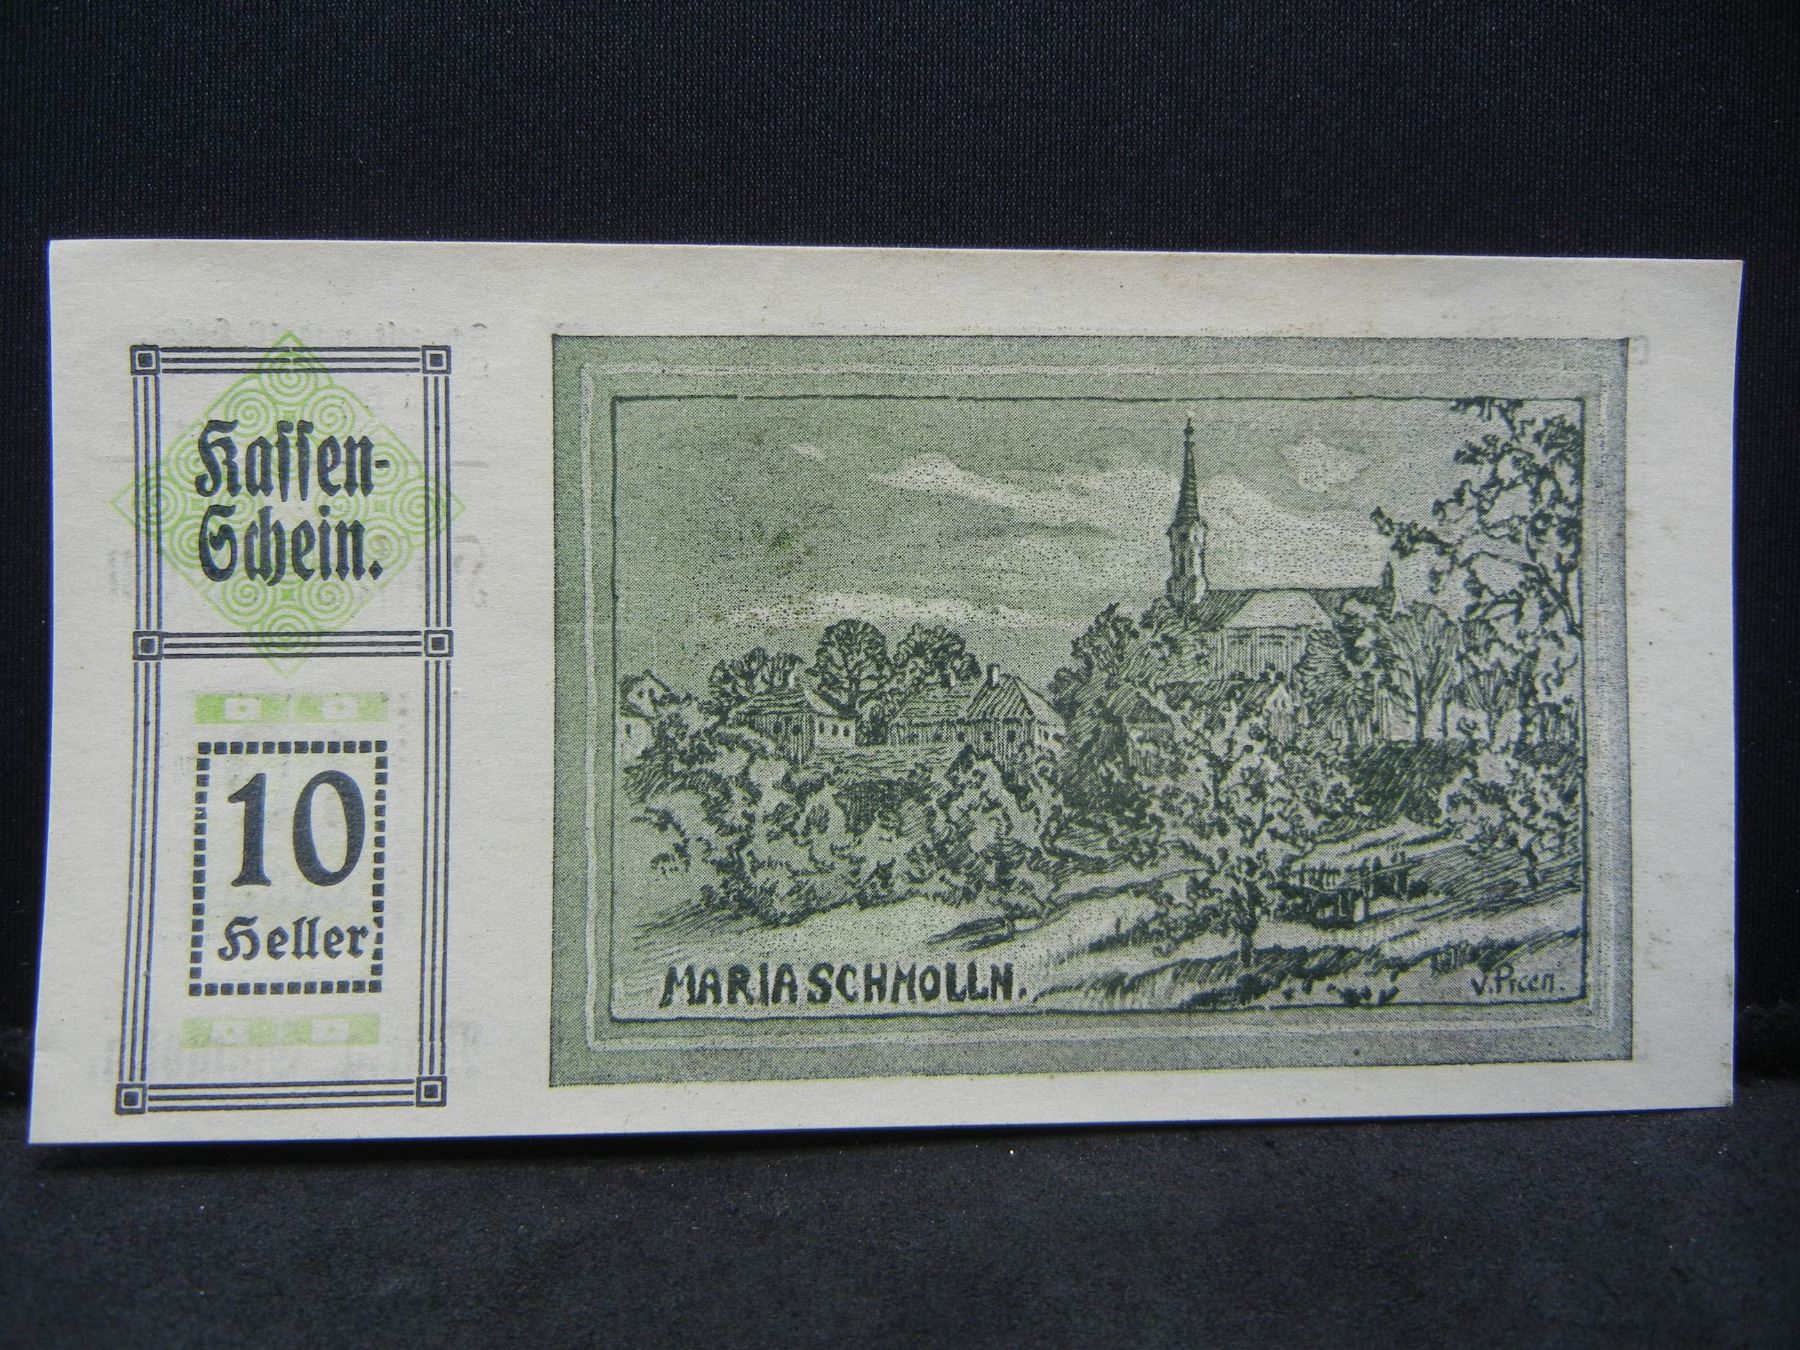 Kassen-
Schein.
10
Heller
MARIA SCHMOLLN.